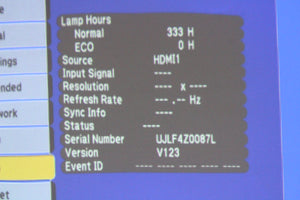 Lamp Hours
Normal 333 H
ECO 0 H
Source HDMI1
Input Signal ----
Resolution ---- x ----
Refresh Rate ---.-- Hz
Sync Info ----
Status ----
Serial Number UJLF4Z0087L
Version V123
Event ID ---- ---- ---- ----